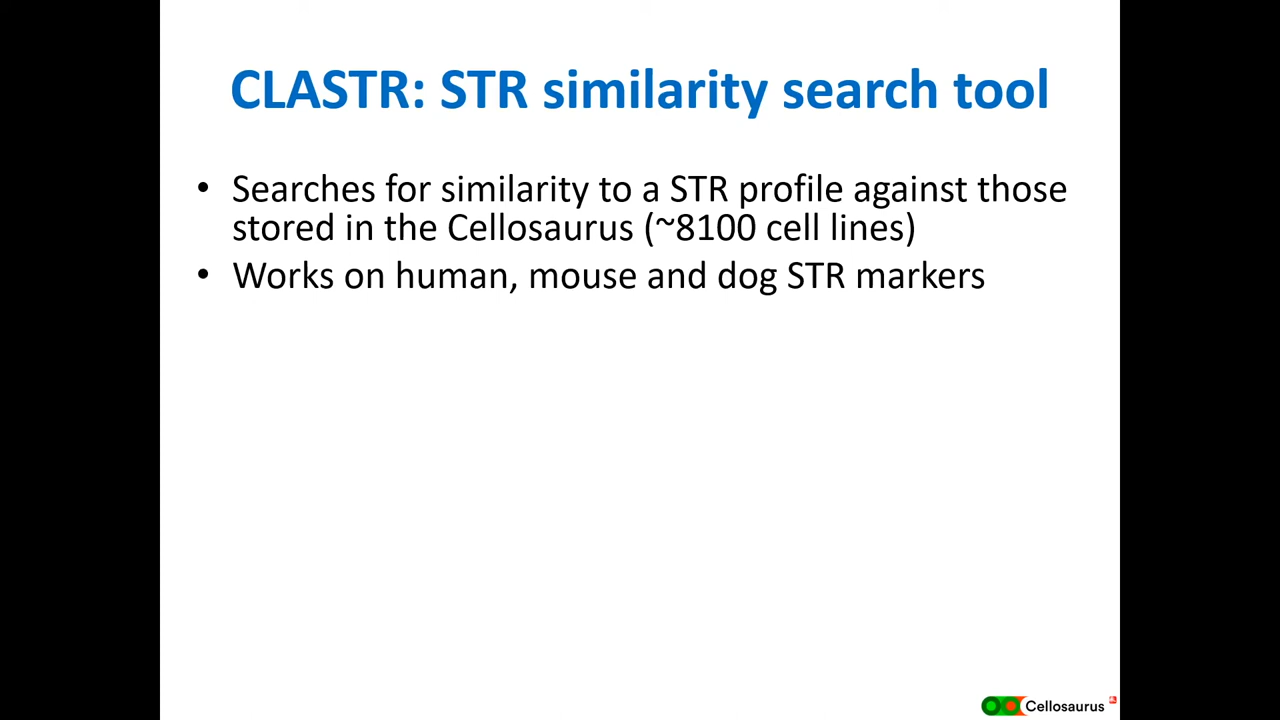 CLASTR: STR similarity search tool
• Searches for similarity to a STR profile against those
stored in the Cellosaurus (~8100 cell lines)
• Works on human, mouse and dog STR markers
Cellosaurus